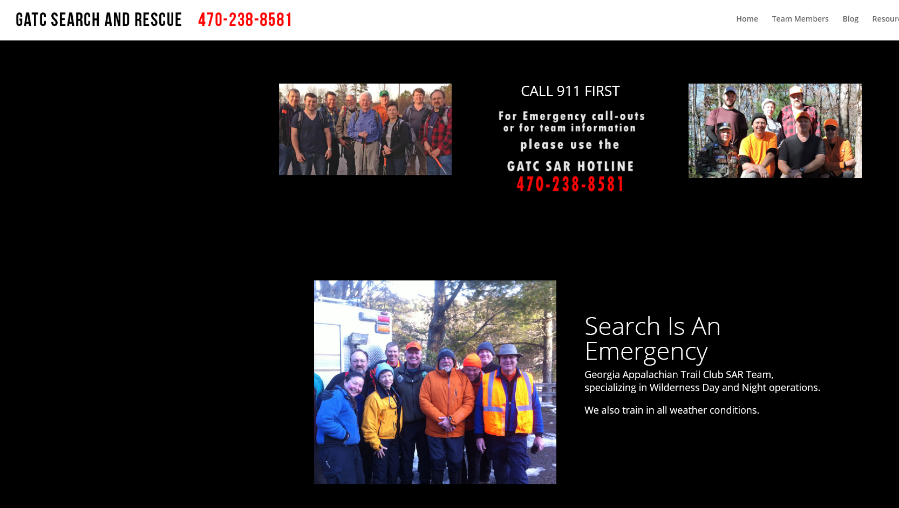 GATC SEARCH AND RESCUE 470-238-8581
Home Team Members Blog Resour
CALL 911 FIRST
For Emergency call-outs
or for team information
please use the
GATC SAR HOTLINE
470-238-8581
Search Is An
Emergency
Georgia Appalachian Trail Club SAR Team,
specializing in Wilderness Day and Night operations.
We also train in all weather conditions.